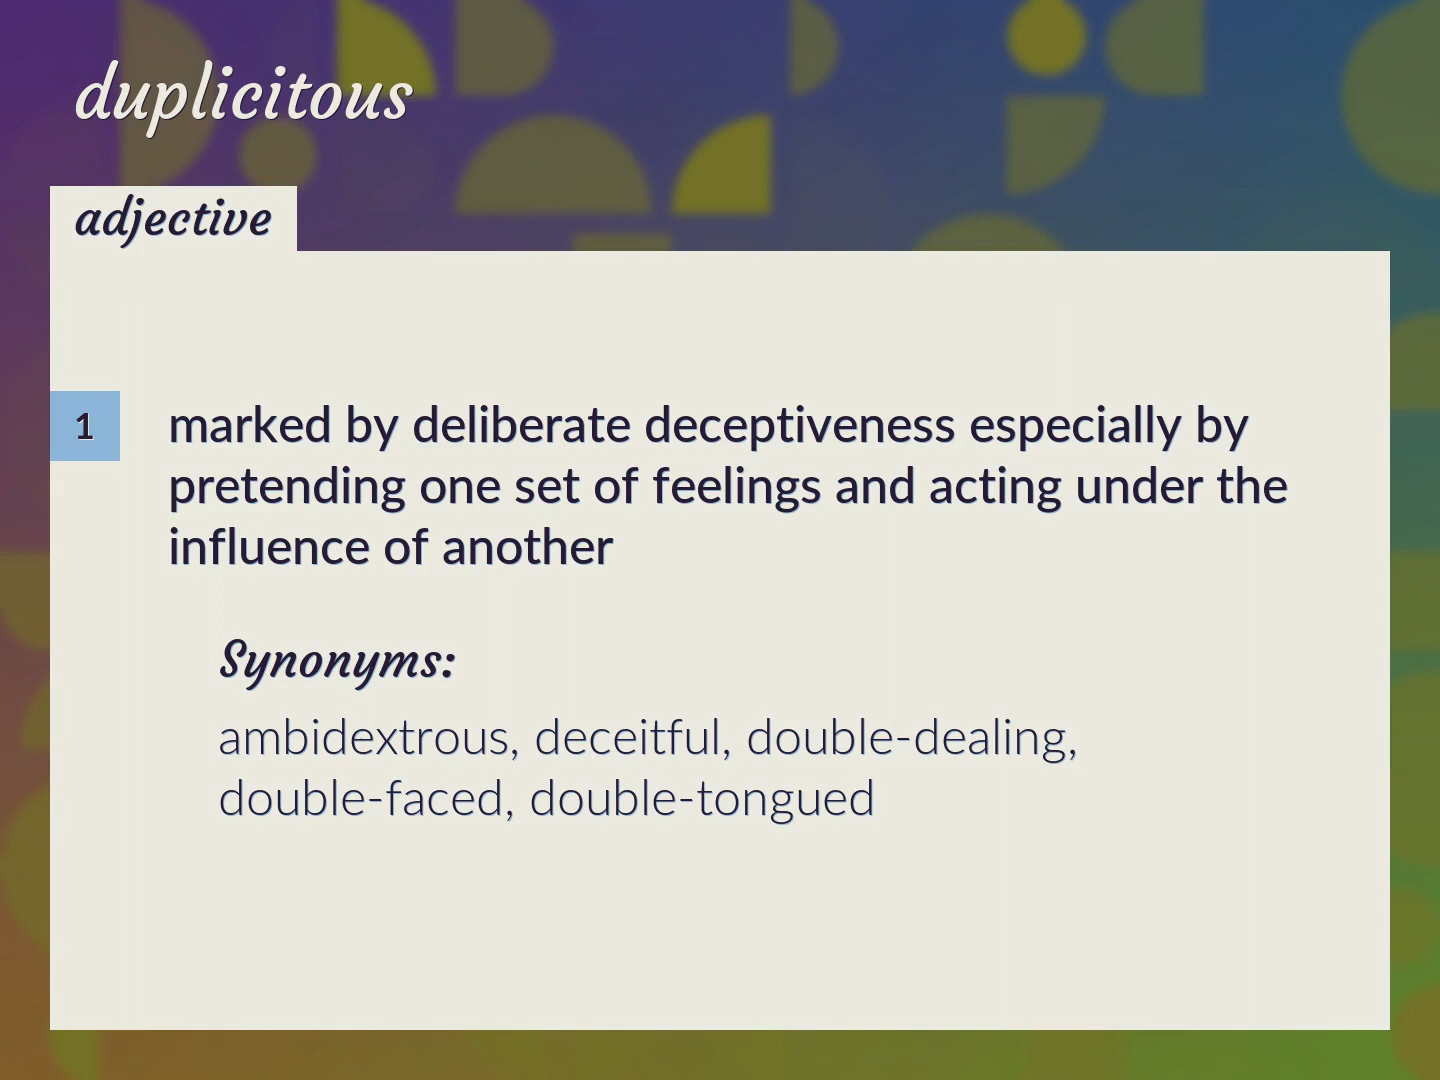 duplicitous
adjective
1
marked by deliberate deceptiveness especially by
pretending one set of feelings and acting under the
influence of another
Synonyms:
ambidextrous, deceitful, double-dealing,
double-faced, double-tongued